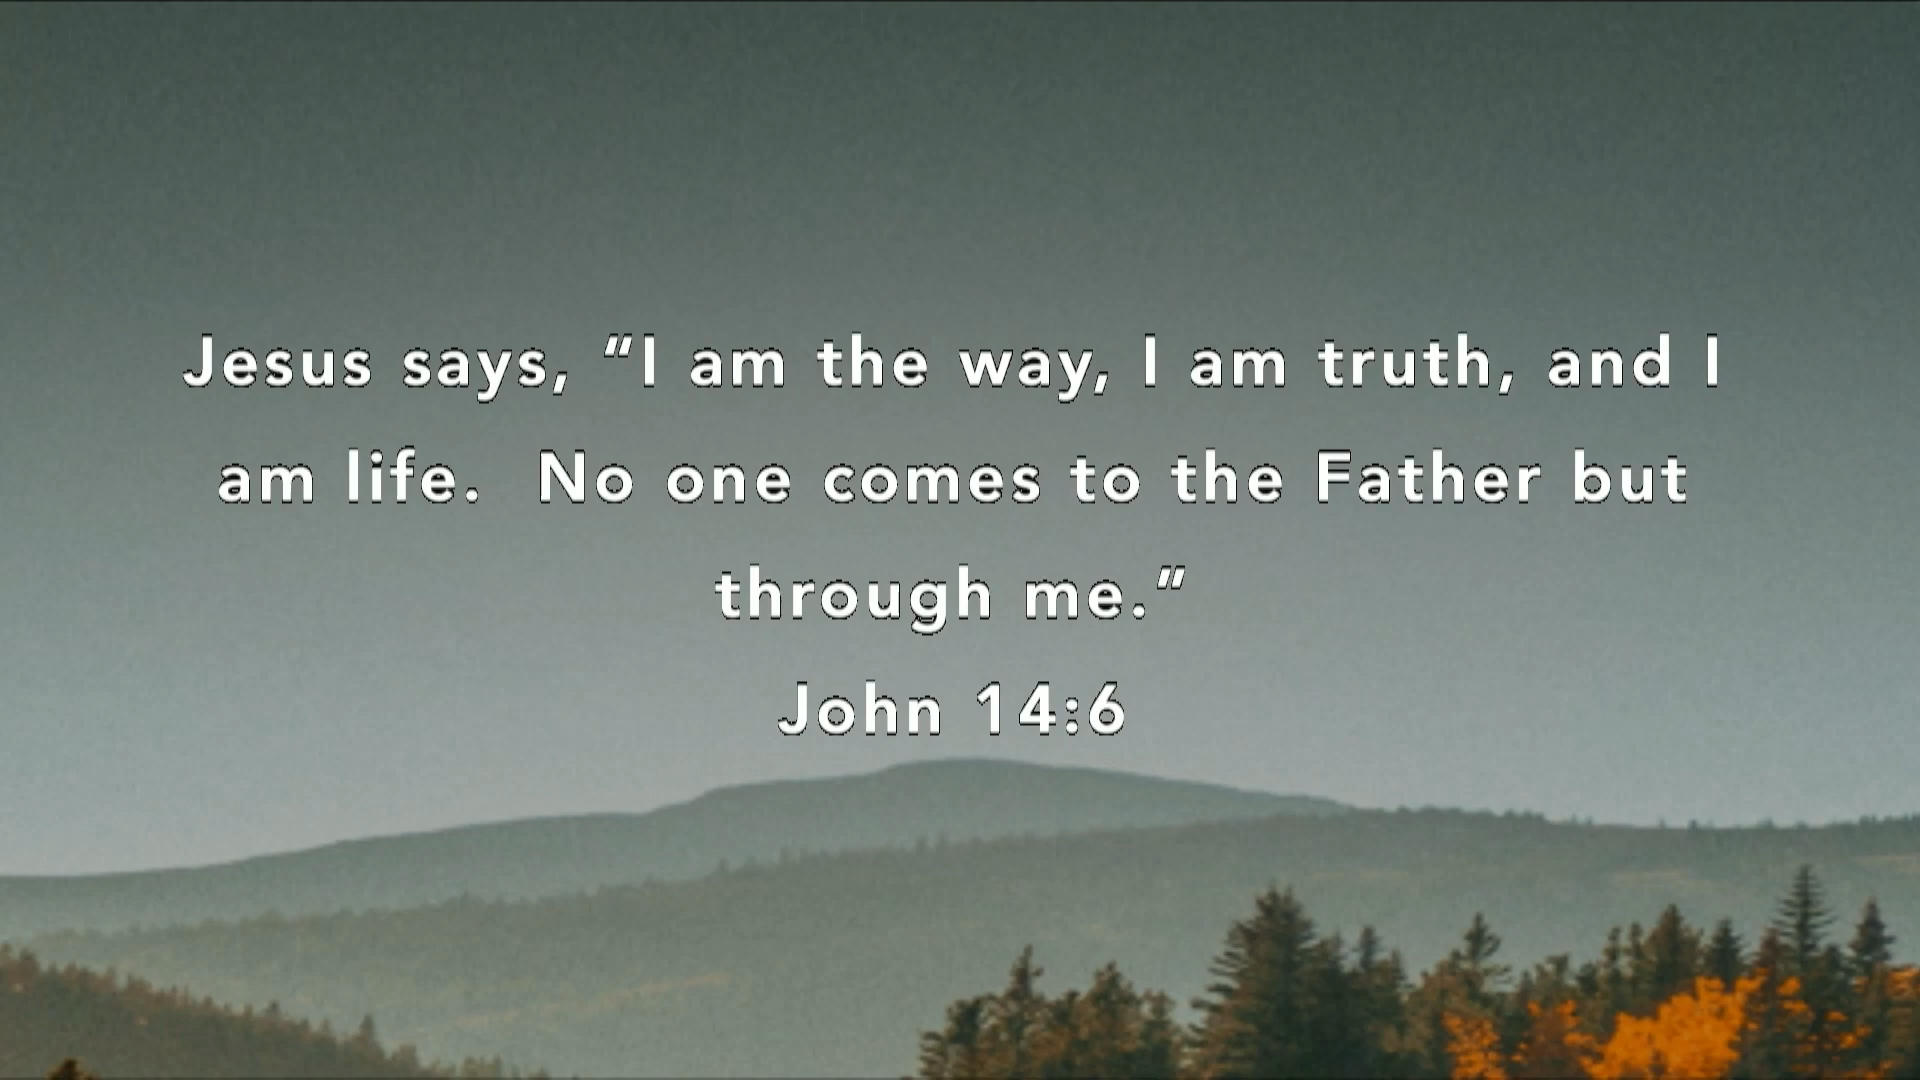 Jesus says, “I am the way, I am truth, and I
am life.  No one comes to the Father but
through me.”
John 14:6